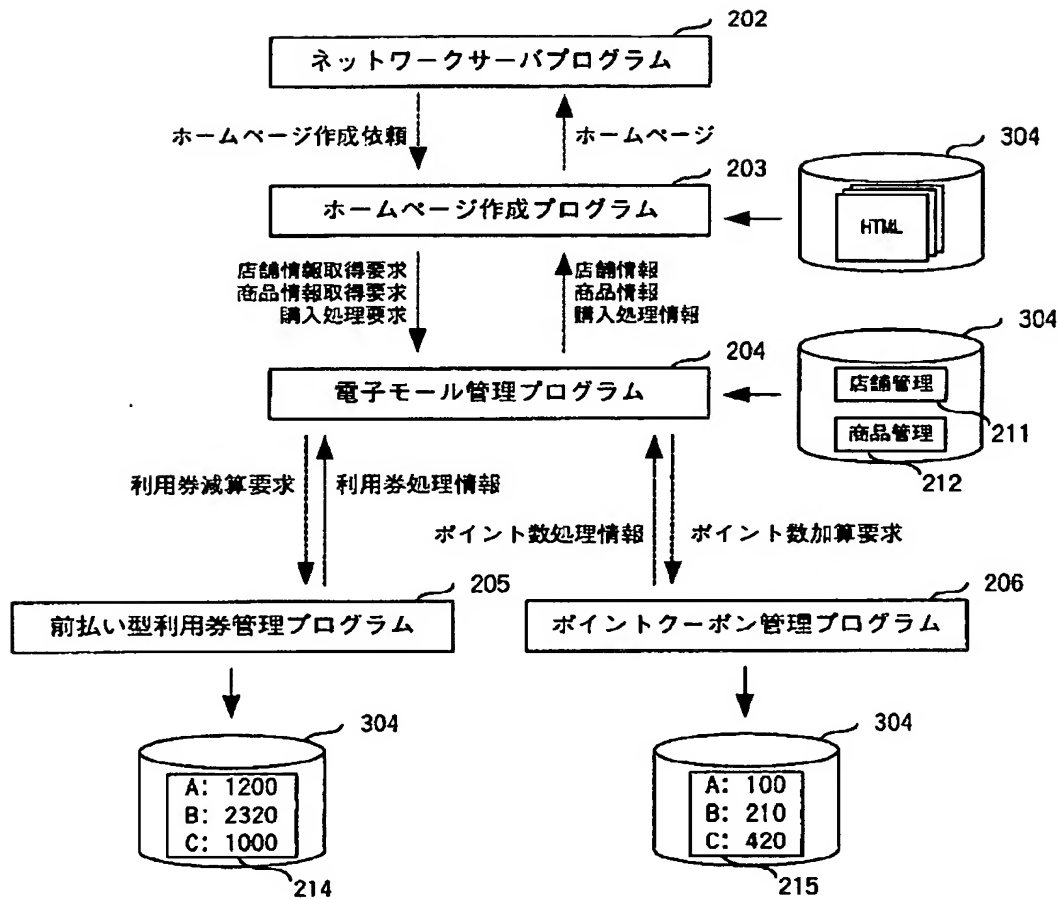 202
ネットワークサーバプログラム
ホームページ作成依頼
ホームページ
203
304
ホームページ作成プログラム
HTML
店舗情報取得要求
商品情報取得要求
購入処理要求
店舗情報
商品情報
購入処理情報
204
304
電子モール管理プログラム
店舗管理
211
商品管理
212
利用券減算要求
利用券処理情報
ポイント数処理情報
ポイント数加算要求
205
206
前払い型利用券管理プログラム
ポイントクーポン管理プログラム
304
304
A: 1200
B: 2320
C: 1000
A: 100
B: 210
C: 420
214
215